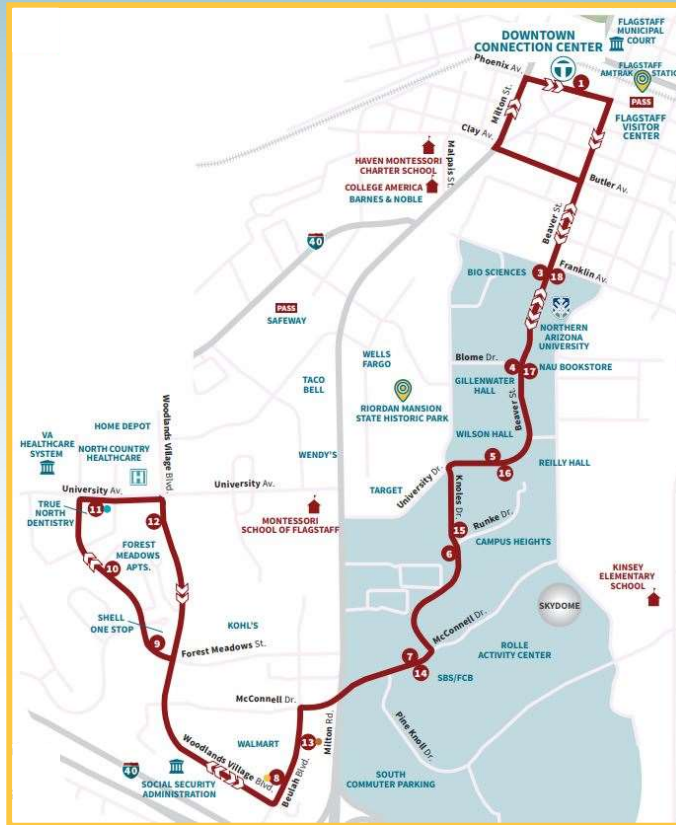 FLAGSTAFF
MUNICIPAL
COURT
DOWNTOWN
CONNECTION CENTER
Phoenix Av.
1
FLAGSTAFF
AMTRAK STATION
PASS
FLAGSTAFF
VISITOR
CENTER
Milton St.
Clay Av.
Malpais St.
HAVEN MONTESSORI
CHARTER SCHOOL
COLLEGE AMERICA
BARNES & NOBLE
Butler Av.
Beaver St.
40
BIO SCIENCES
3
18
Franklin Av.
PASS
SAFEWAY
NORTHERN
ARIZONA
UNIVERSITY
WELLS
FARGO
Blome Dr.
4
17
NAU BOOKSTORE
GILLENWATER
HALL
TACO
BELL
RIORDAN MANSION
STATE HISTORIC PARK
Beaver St.
Woodlands Village Blvd.
HOME DEPOT
VA
HEALTHCARE
SYSTEM
NORTH COUNTRY
HEALTHCARE
H
WILSON HALL
WENDY'S
5
16
REILLY HALL
University Dr.
University Av.
University Av.
TARGET
Knoles Dr.
TRUE
NORTH
DENTISTRY
11
12
MONTESSORI
SCHOOL OF FLAGSTAFF
15
Runke Dr.
6
CAMPUS HEIGHTS
FOREST
MEADOWS
APTS.
10
KINSEY
ELEMENTARY
SCHOOL
SKYDOME
SHELL
ONE STOP
KOHL'S
9
Forest Meadows St.
McConnell Dr.
ROLLE
ACTIVITY CENTER
7
14
SBS/FCB
McConnell Dr.
Milton Rd.
Pine Knoll Dr.
WALMART
13
Woodlands Village Blvd.
8
Beulah Blvd.
40
SOCIAL SECURITY
ADMINISTRATION
SOUTH
COMMUTER PARKING